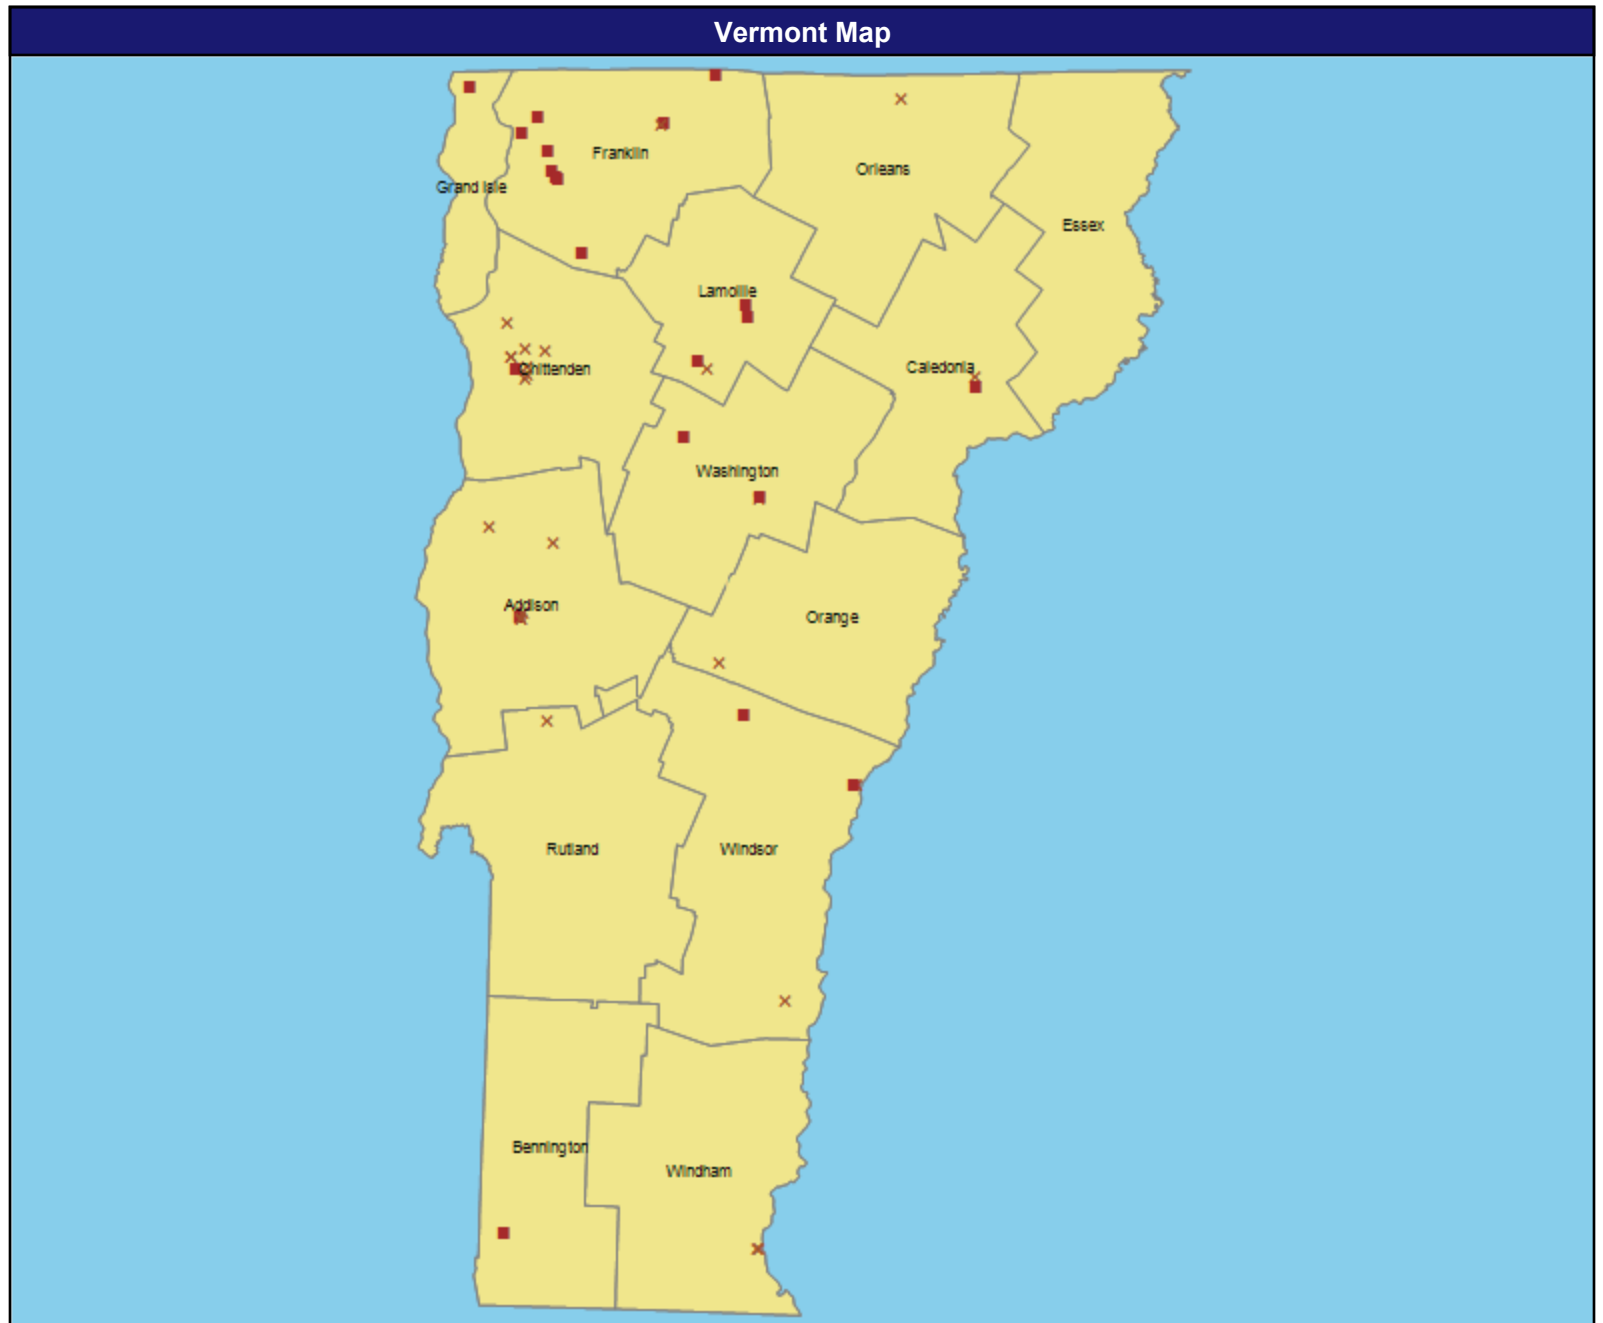 Vermont Map
Franklin
Orleans
Grand Isle
Essex
Lamoille
Chittenden
Caledonia
Washington
Addison
Orange
Rutland
Windsor
Bennington
Windham